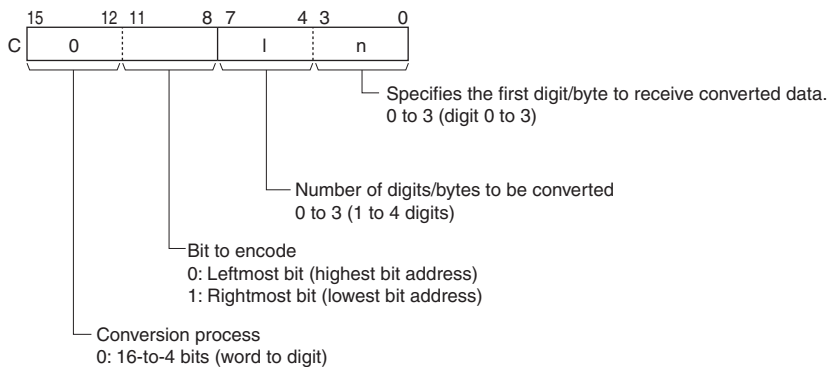 15 12 11 8 7 4 3 0
C 0 l n
Specifies the first digit/byte to receive converted data.
0 to 3 (digit 0 to 3)
Number of digits/bytes to be converted
0 to 3 (1 to 4 digits)
Bit to encode
0: Leftmost bit (highest bit address)
1: Rightmost bit (lowest bit address)
Conversion process
0: 16-to-4 bits (word to digit)